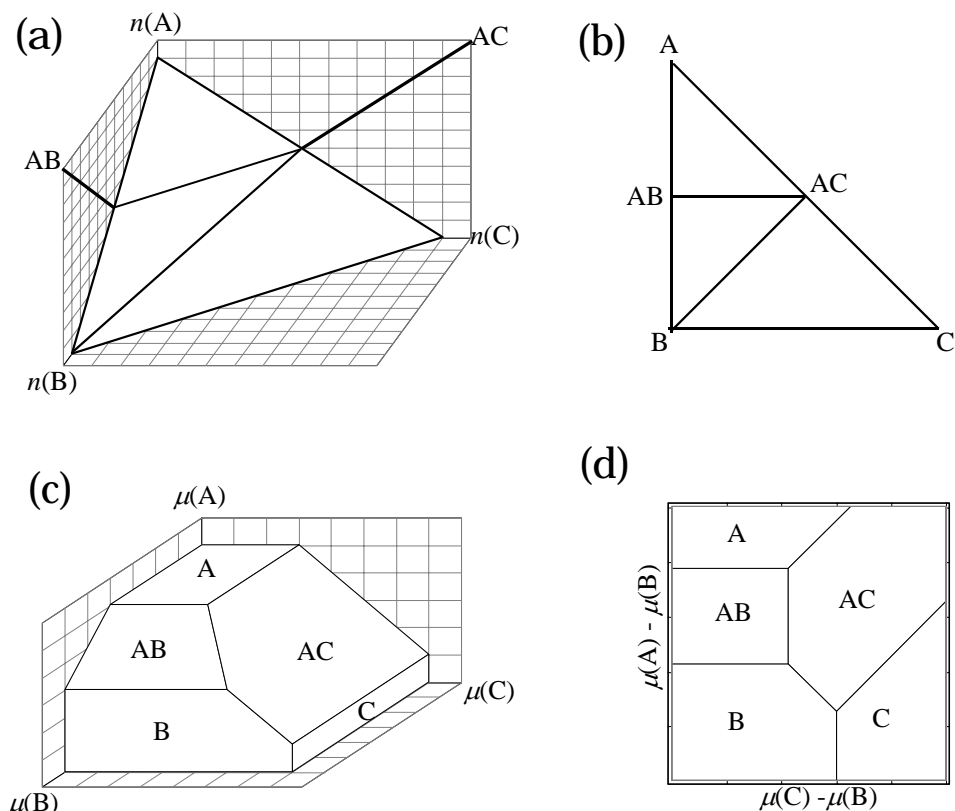 (a)
n(A)
AC
AB
n(C)
n(B)
(b)
A
AB
AC
B
C
(c)
μ(A)
A
AB
AC
B
C
μ(C)
μ(B)
(d)
μ(A) - μ(B)
A
AB
AC
B
C
μ(C) -μ(B)